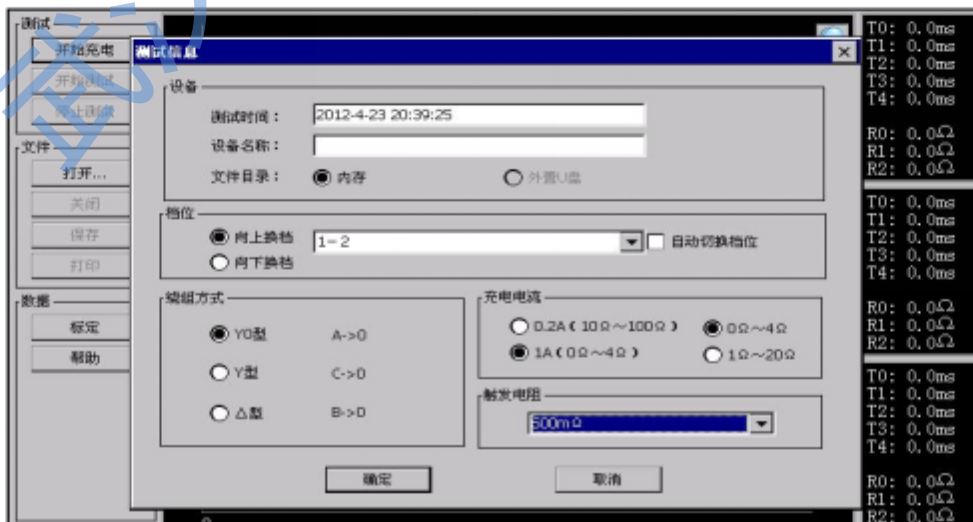 测试
开始充电
开始测试
停止测试
文件
打开...
关闭
保存
打印
数据
标定
帮助
测试信息
设备
测试时间： 2012-4-23 20:39:25
设备名称：
文件目录： 内存 外置U盘
档位
向上换档 1-2 自动切换档位
向下换档
绕组方式
Y0型 A->0
Y型 C->0
△型 B->0
充电电流
0.2A(10Ω～100Ω) 0Ω～4Ω
1A(0Ω～4Ω) 1Ω～20Ω
触发电阻
500mΩ
确定 取消
T0: 0.0ms
T1: 0.0ms
T2: 0.0ms
T3: 0.0ms
T4: 0.0ms
R0: 0.0Ω
R1: 0.0Ω
R2: 0.0Ω
T0: 0.0ms
T1: 0.0ms
T2: 0.0ms
T3: 0.0ms
T4: 0.0ms
R0: 0.0Ω
R1: 0.0Ω
R2: 0.0Ω
T0: 0.0ms
T1: 0.0ms
T2: 0.0ms
T3: 0.0ms
T4: 0.0ms
R0: 0.0Ω
R1: 0.0Ω
R2: 0.0Ω